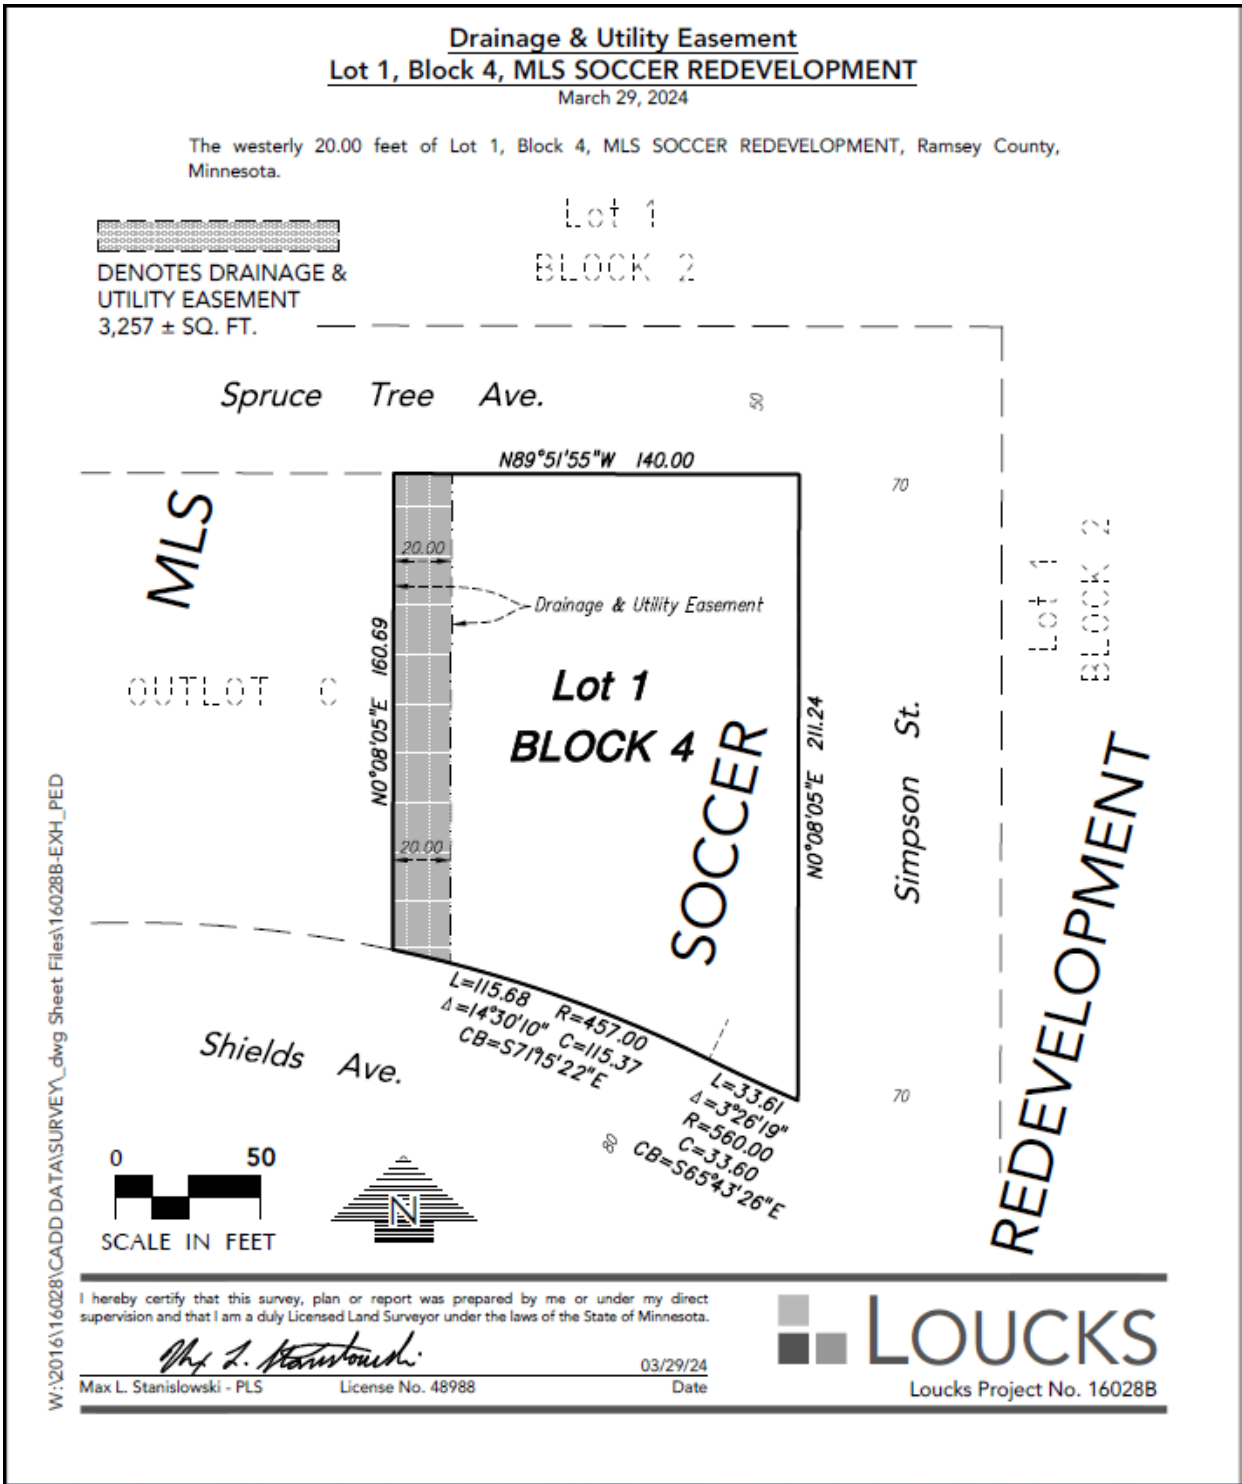 Drainage & Utility Easement
Lot 1, Block 4, MLS SOCCER REDEVELOPMENT
March 29, 2024
The westerly 20.00 feet of Lot 1, Block 4, MLS SOCCER REDEVELOPMENT, Ramsey County,
Minnesota.
Lot 1
BLOCK 2
DENOTES DRAINAGE &
UTILITY EASEMENT
3,257 ± SQ. FT.
Spruce Tree Ave.
50
N89°51'55"W 140.00
70
MLS
20.00
Drainage & Utility Easement
Lot 1
BLOCK 2
OUTLOT C
N0°08'05"E 160.69
Lot 1
BLOCK 4
SOCCER
N0°08'05"E 211.24
Simpson St.
REDEVELOPMENT
20.00
L=115.68 R=457.00
Δ=14°30'10" C=115.37
CB=S71°15'22"E
Shields Ave.
L=33.61
Δ=3°26'19"
R=560.00
C=33.60
CB=S65°43'26"E
70
80
0 50
SCALE IN FEET
N
W:\2016\16028\CADD DATA\SURVEY\_dwg Sheet Files\16028B-EXH_PED
I hereby certify that this survey, plan or report was prepared by me or under my direct
supervision and that I am a duly Licensed Land Surveyor under the laws of the State of Minnesota.
Max L. Stanislowski
03/29/24
Max L. Stanislowski - PLS License No. 48988 Date
LOUCKS
Loucks Project No. 16028B